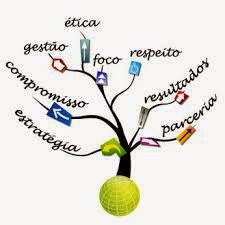 ética
gestão
foco
respeito
compromisso
resultados
estratégia
parceria